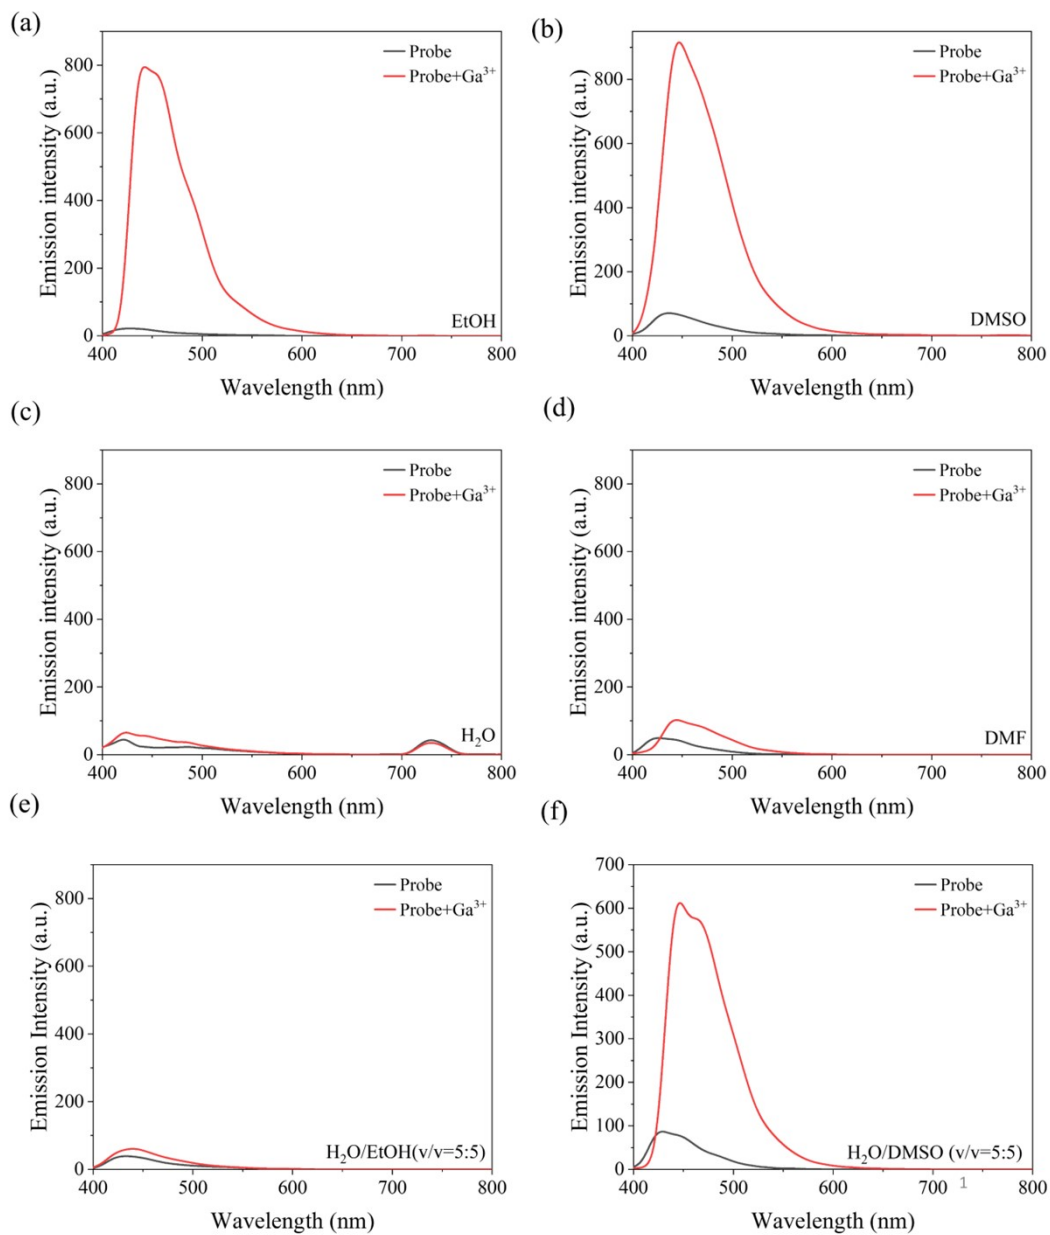 (a)
Probe
Probe+Ga³⁺
800
600
400
200
0
400 500 600 700 800
Emission intensity (a.u.)
EtOH
Wavelength (nm)
(b)
Probe
Probe+Ga³⁺
800
600
400
200
0
400 500 600 700 800
Emission intensity (a.u.)
DMSO
Wavelength (nm)
(c)
Probe
Probe+Ga³⁺
800
600
400
200
0
400 500 600 700 800
Emission intensity (a.u.)
H₂O
Wavelength (nm)
(d)
Probe
Probe+Ga³⁺
800
600
400
200
0
400 500 600 700 800
Emission intensity (a.u.)
DMF
Wavelength (nm)
(e)
Probe
Probe+Ga³⁺
800
600
400
200
0
400 500 600 700 800
Emission Intensity (a.u.)
H₂O/EtOH(v/v=5:5)
Wavelength (nm)
(f)
Probe
Probe+Ga³⁺
700
600
500
400
300
200
100
0
400 500 600 700 800
Emission Intensity (a.u.)
H₂O/DMSO (v/v=5:5)
1
Wavelength (nm)